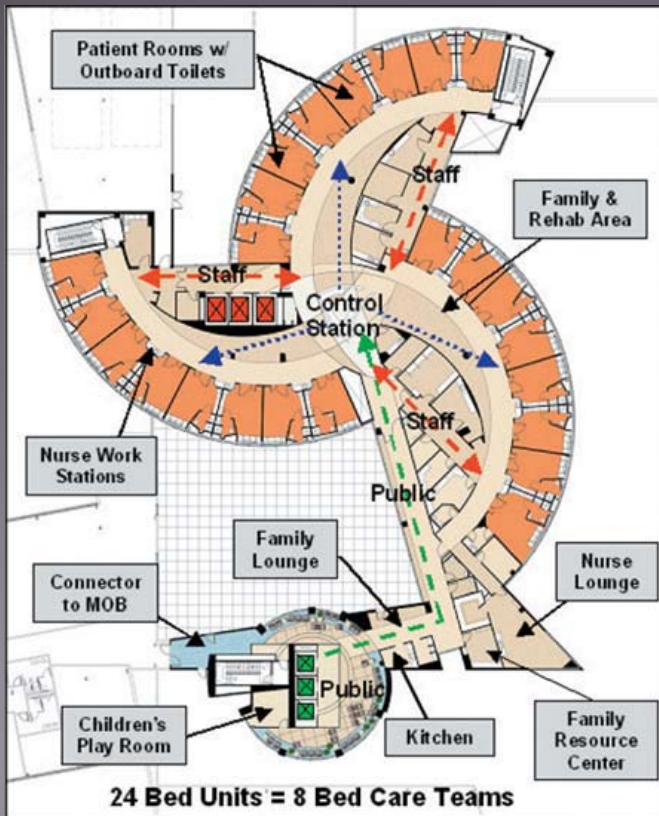 Patient Rooms w/
Outboard Toilets
Staff
Family &
Rehab Area
Staff
Control
Station
Staff
Nurse Work
Stations
Public
Family
Lounge
Connector
to MOB
Nurse
Lounge
Public
Children's
Play Room
Kitchen
Family
Resource
Center
24 Bed Units = 8 Bed Care Teams